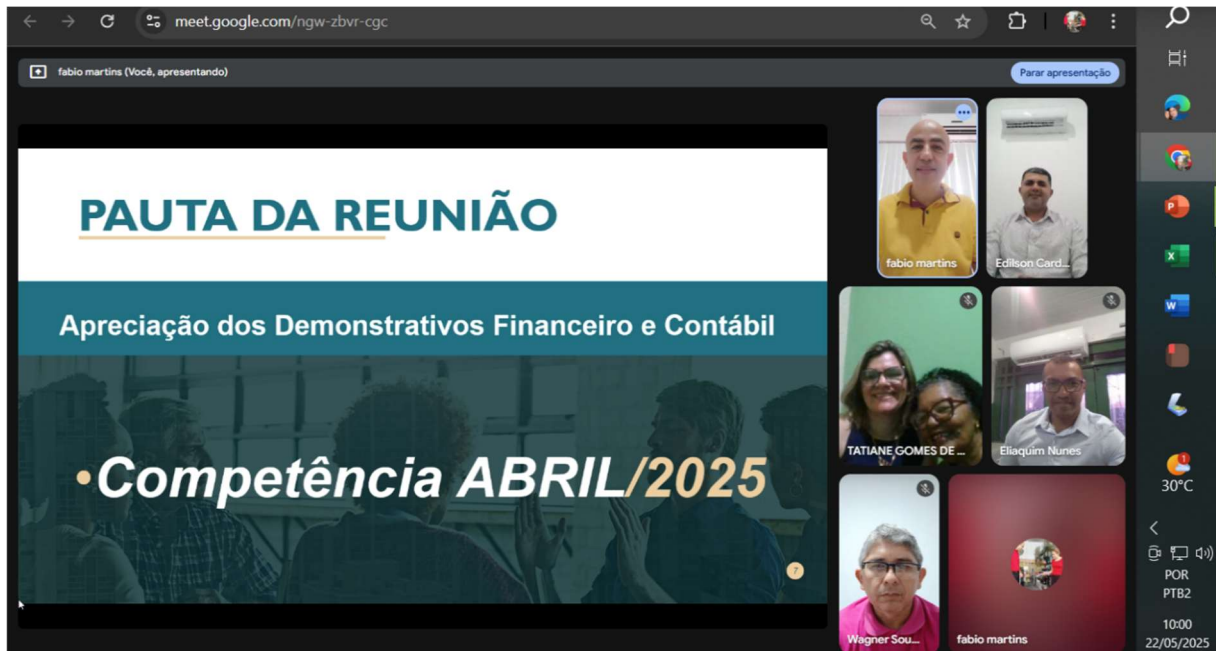 meet.google.com/ngw-zbvr-cgc
fabio martins (Você, apresentando)
Parar apresentação
PAUTA DA REUNIÃO
Apreciação dos Demonstrativos Financeiro e Contábil
•Competência ABRIL/2025
7
fabio martins
Edilson Card...
TATIANE GOMES DE ...
Eliaquim Nunes
Wagner Sou...
fabio martins
1
30°C
POR
PTB2
10:00
22/05/2025